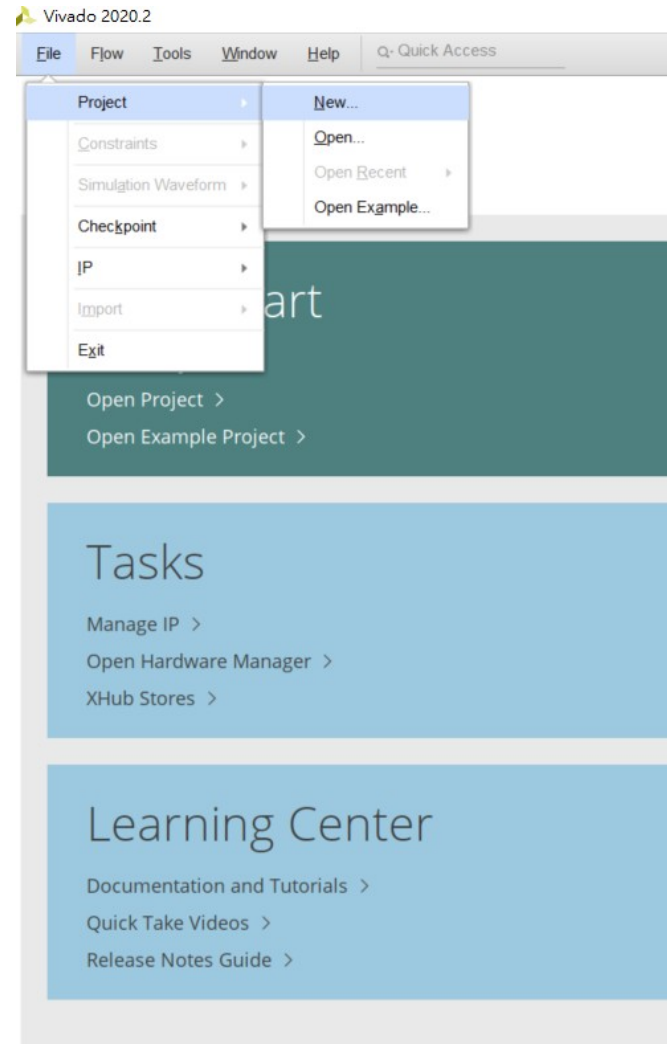 Vivado 2020.2
File Flow Tools Window Help Q- Quick Access
Project
New...
Constraints
Open...
Simulation Waveform
Open Recent
Checkpoint
Open Example...
IP
Import
art
Exit
Open Project >
Open Example Project >
Tasks
Manage IP >
Open Hardware Manager >
XHub Stores >
Learning Center
Documentation and Tutorials >
Quick Take Videos >
Release Notes Guide >